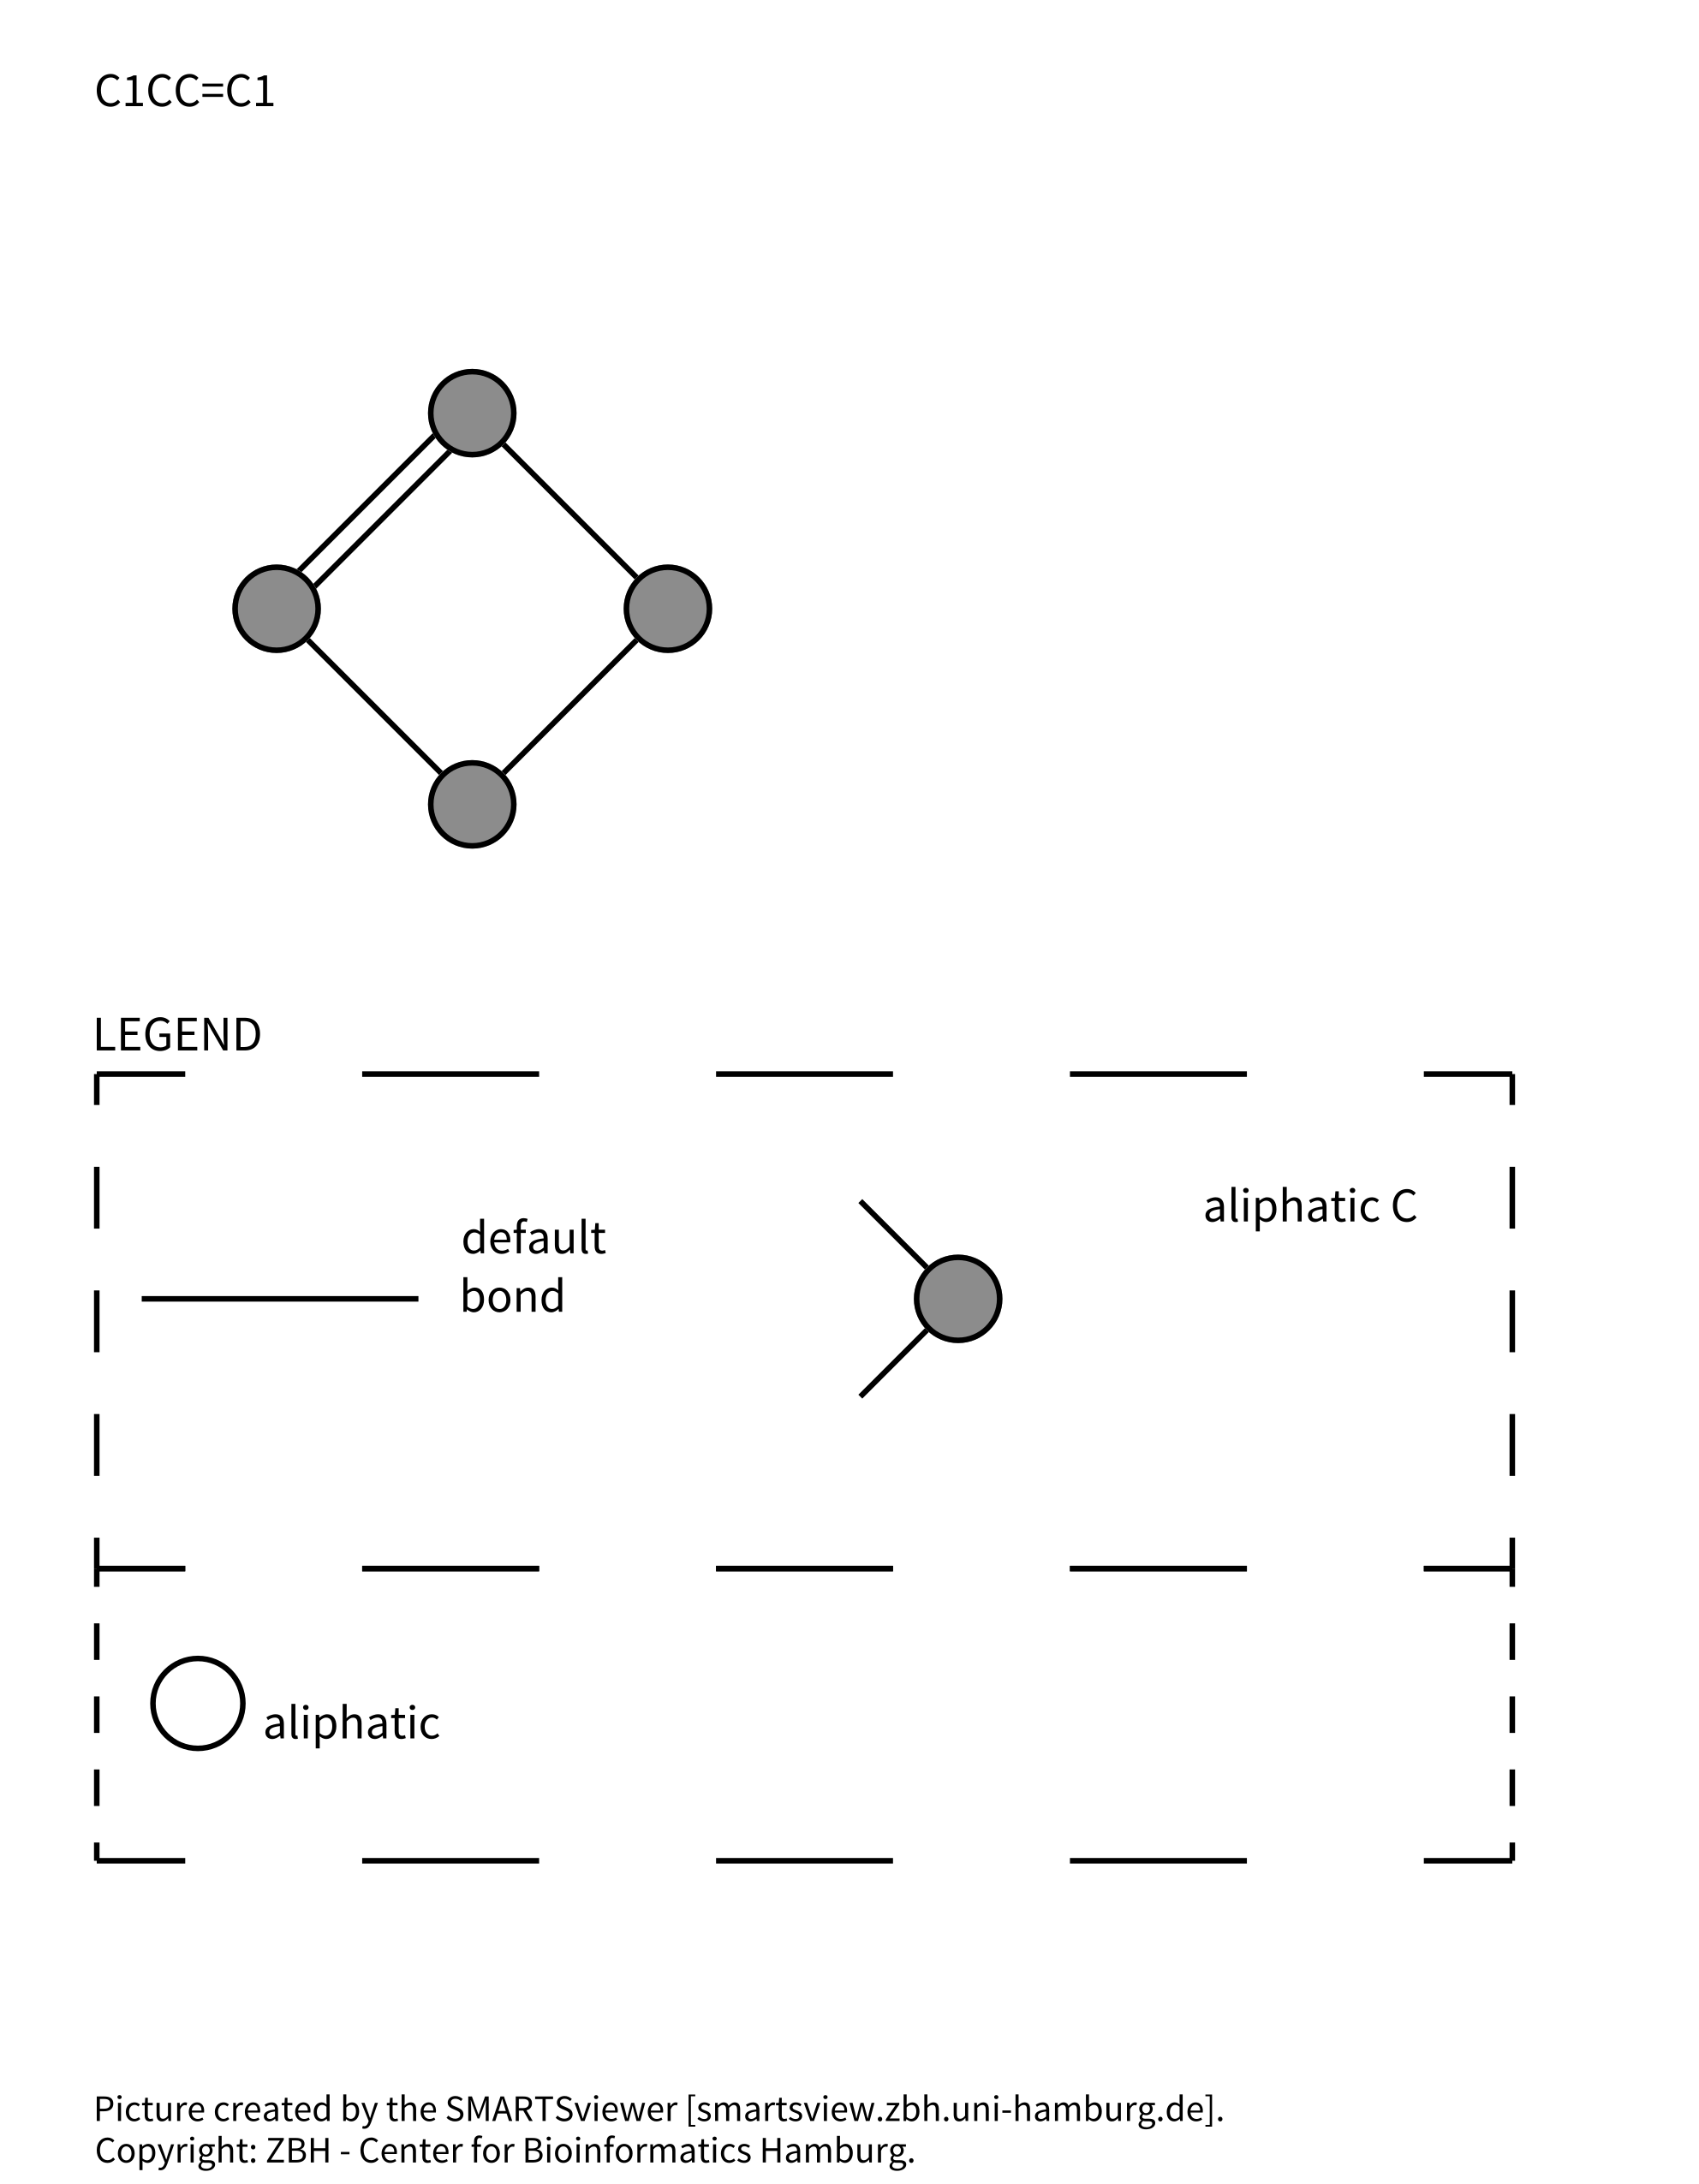 C1CC=C1
LEGEND
default
bond
aliphatic C
aliphatic
Picture created by the SMARTSviewer [smartsview.zbh.uni-hamburg.de].
Copyright: ZBH - Center for Bioinformatics Hamburg.